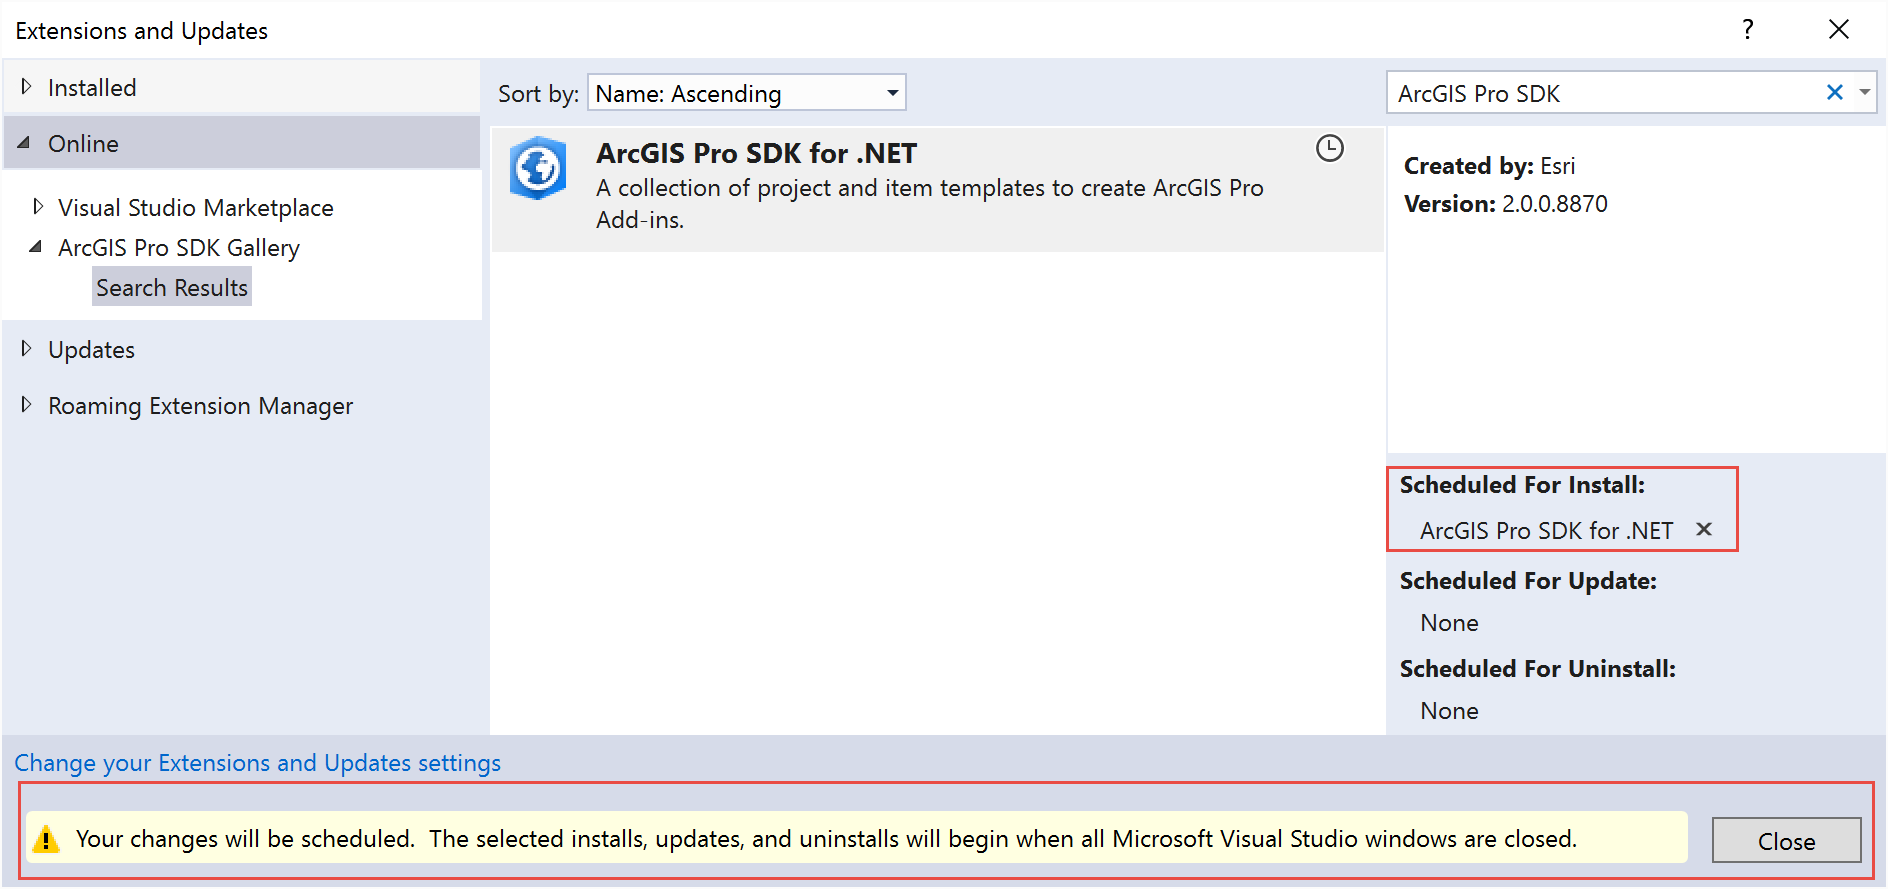 Extensions and Updates
?
Installed
Online
Visual Studio Marketplace
ArcGIS Pro SDK Gallery
Search Results
Updates
Roaming Extension Manager
Sort by: Name: Ascending
ArcGIS Pro SDK for .NET
A collection of project and item templates to create ArcGIS Pro
Add-ins.
ArcGIS Pro SDK
Created by: Esri
Version: 2.0.0.8870
Scheduled For Install:
ArcGIS Pro SDK for .NET
Scheduled For Update:
None
Scheduled For Uninstall:
None
Change your Extensions and Updates settings
Your changes will be scheduled.  The selected installs, updates, and uninstalls will begin when all Microsoft Visual Studio windows are closed.
Close